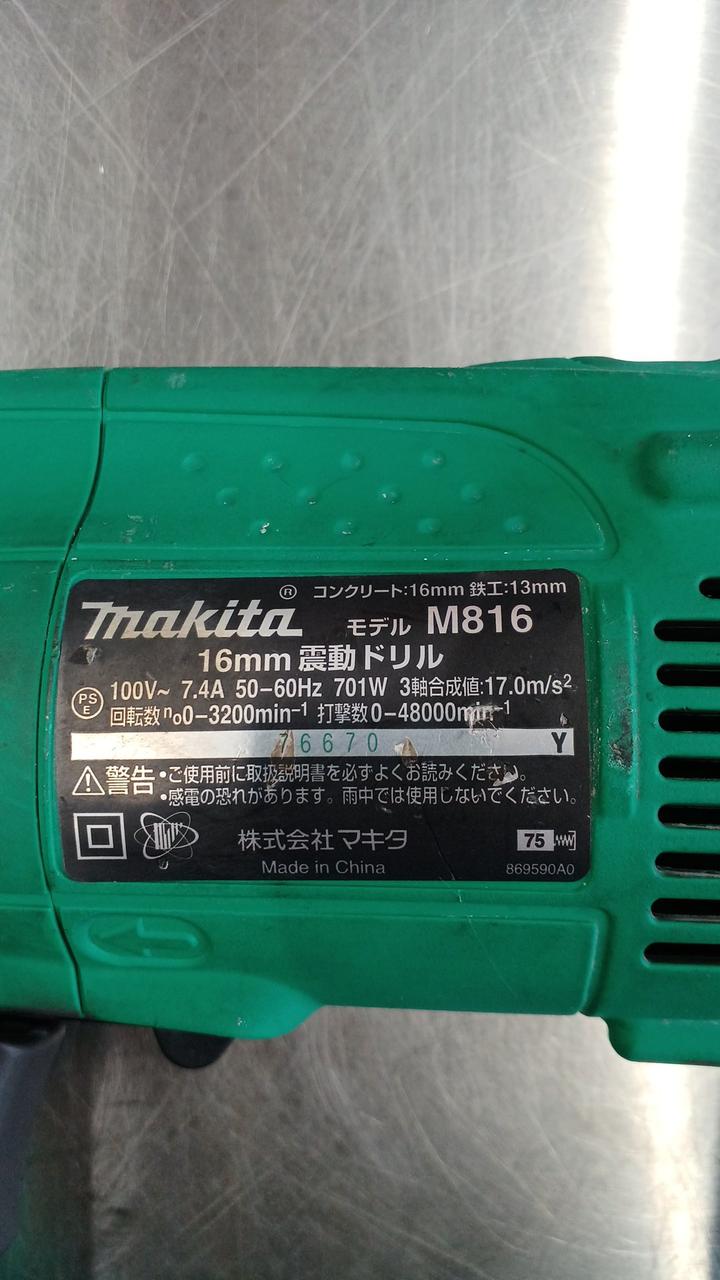 ® コンクリート:16mm 鉄工:13mm
makita モデル M816
16mm 震動ドリル
PS E 100V~ 7.4A 50-60Hz 701W 3軸合成値:17.0m/s²
回転数 n₀0-3200min⁻¹ 打撃数 0-48000min⁻¹
76670 Y
警告 •ご使用前に取扱説明書を必ずよくお読みください。
•感電の恐れがあります。雨中では使用しないでください。
株式会社 マキタ 75
Made in China 869590A0